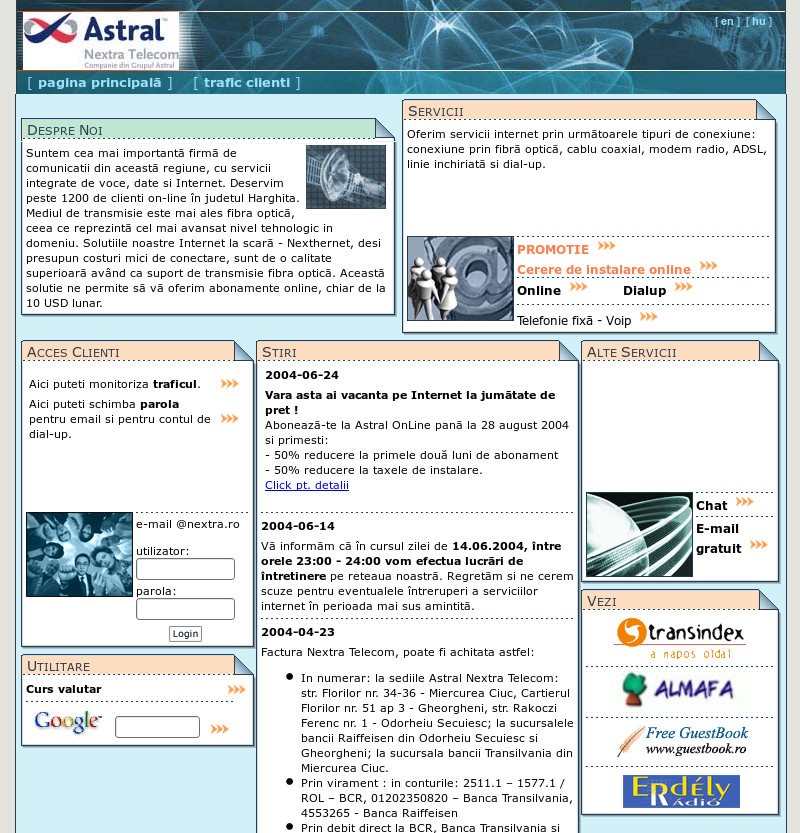 Astral™
Nextra Telecom
Companie din Grupul Astral
[ en ] [ hu ]
[ pagina principală ] [ trafic clienti ]
Despre Noi
Suntem cea mai importantă firmă de
comunicatii din această regiune, cu servicii
integrate de voce, date si Internet. Deservim
peste 1200 de clienti on-line în judetul Harghita.
Mediul de transmisie este mai ales fibra optică,
ceea ce reprezintă cel mai avansat nivel tehnologic in
domeniu. Solutiile noastre Internet la scară - Nexthernet, desi
presupun costuri mici de conectare, sunt de o calitate
superioară având ca suport de transmisie fibra optică. Această
solutie ne permite să vă oferim abonamente online, chiar de la
10 USD lunar.
Servicii
Oferim servicii internet prin următoarele tipuri de conexiune:
conexiune prin fibră optică, cablu coaxial, modem radio, ADSL,
linie inchiriată si dial-up.
PROMOTIE
Cerere de instalare online
Online Dialup
Telefonie fixă - Voip
Acces Clienti
Aici puteti monitoriza traficul.
Aici puteti schimba parola
pentru email si pentru contul de
dial-up.
e-mail @nextra.ro
utilizator:
parola:
Login
Utilitare
Curs valutar
Google™
Stiri
2004-06-24
Vara asta ai vacanta pe Internet la jumătate de
pret !
Abonează-te la Astral OnLine pană la 28 august 2004
si primesti:
- 50% reducere la primele două luni de abonament
- 50% reducere la taxele de instalare.
Click pt. detalii
2004-06-14
Vă informăm că în cursul zilei de 14.06.2004, între
orele 23:00 - 24:00 vom efectua lucrări de
întretinere pe reteaua noastră. Regretăm si ne cerem
scuze pentru eventualele întreruperi a serviciilor
internet în perioada mai sus amintită.
2004-04-23
Factura Nextra Telecom, poate fi achitata astfel:
In numerar: la sediile Astral Nextra Telecom:
str. Florilor nr. 34-36 - Miercurea Ciuc, Cartierul
Florilor nr. 51 ap 3 - Gheorgheni, str. Rakoczi
Ferenc nr. 1 - Odorheiu Secuiesc; la sucursalele
bancii Raiffeisen din Odorheiu Secuiesc si
Gheorgheni; la sucursala bancii Transilvania din
Miercurea Ciuc.
Prin virament : in conturile: 2511.1 – 1577.1 /
ROL – BCR, 01202350820 – Banca Transilvania,
4553265 - Banca Raiffeisen
Prin debit direct la BCR, Banca Transilvania si
Alte Servicii
Chat
E-mail
gratuit
Vezi
transindex
a napos oldal
ALMAFA
Free GuestBook
www.guestbook.ro
Erdély
Rádió